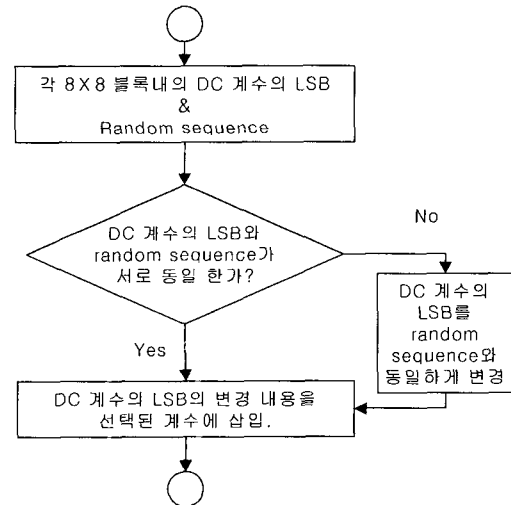 각 8X8 블록내의 DC 계수의 LSB
&
Random sequence
DC 계수의 LSB와
random sequence가
서로 동일 한가?
No
Yes
DC 계수의
LSB를
random
sequence와
동일하게 변경
DC 계수의 LSB의 변경 내용을
선택된 계수에 삽입.